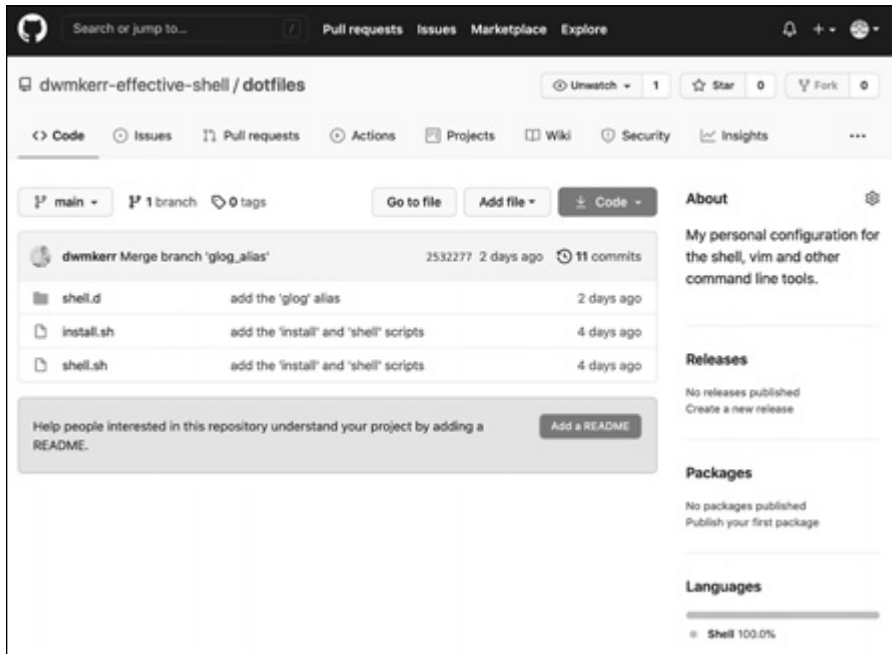 Search or jump to... /
Pull requests Issues Marketplace Explore
dwmkerr-effective-shell / dotfiles
Unwatch 1 Star 0 Fork 0
Code Issues Pull requests Actions Projects Wiki Security Insights
main 1 branch 0 tags Go to file Add file Code
dwmkerr Merge branch 'glog_alias' 2532277 2 days ago 11 commits
shell.d add the 'glog' alias 2 days ago
install.sh add the 'install' and 'shell' scripts 4 days ago
shell.sh add the 'install' and 'shell' scripts 4 days ago
Help people interested in this repository understand your project by adding a
README.
Add a README
About
My personal configuration for
the shell, vim and other
command line tools.
Releases
No releases published
Create a new release
Packages
No packages published
Publish your first package
Languages
Shell 100.0%